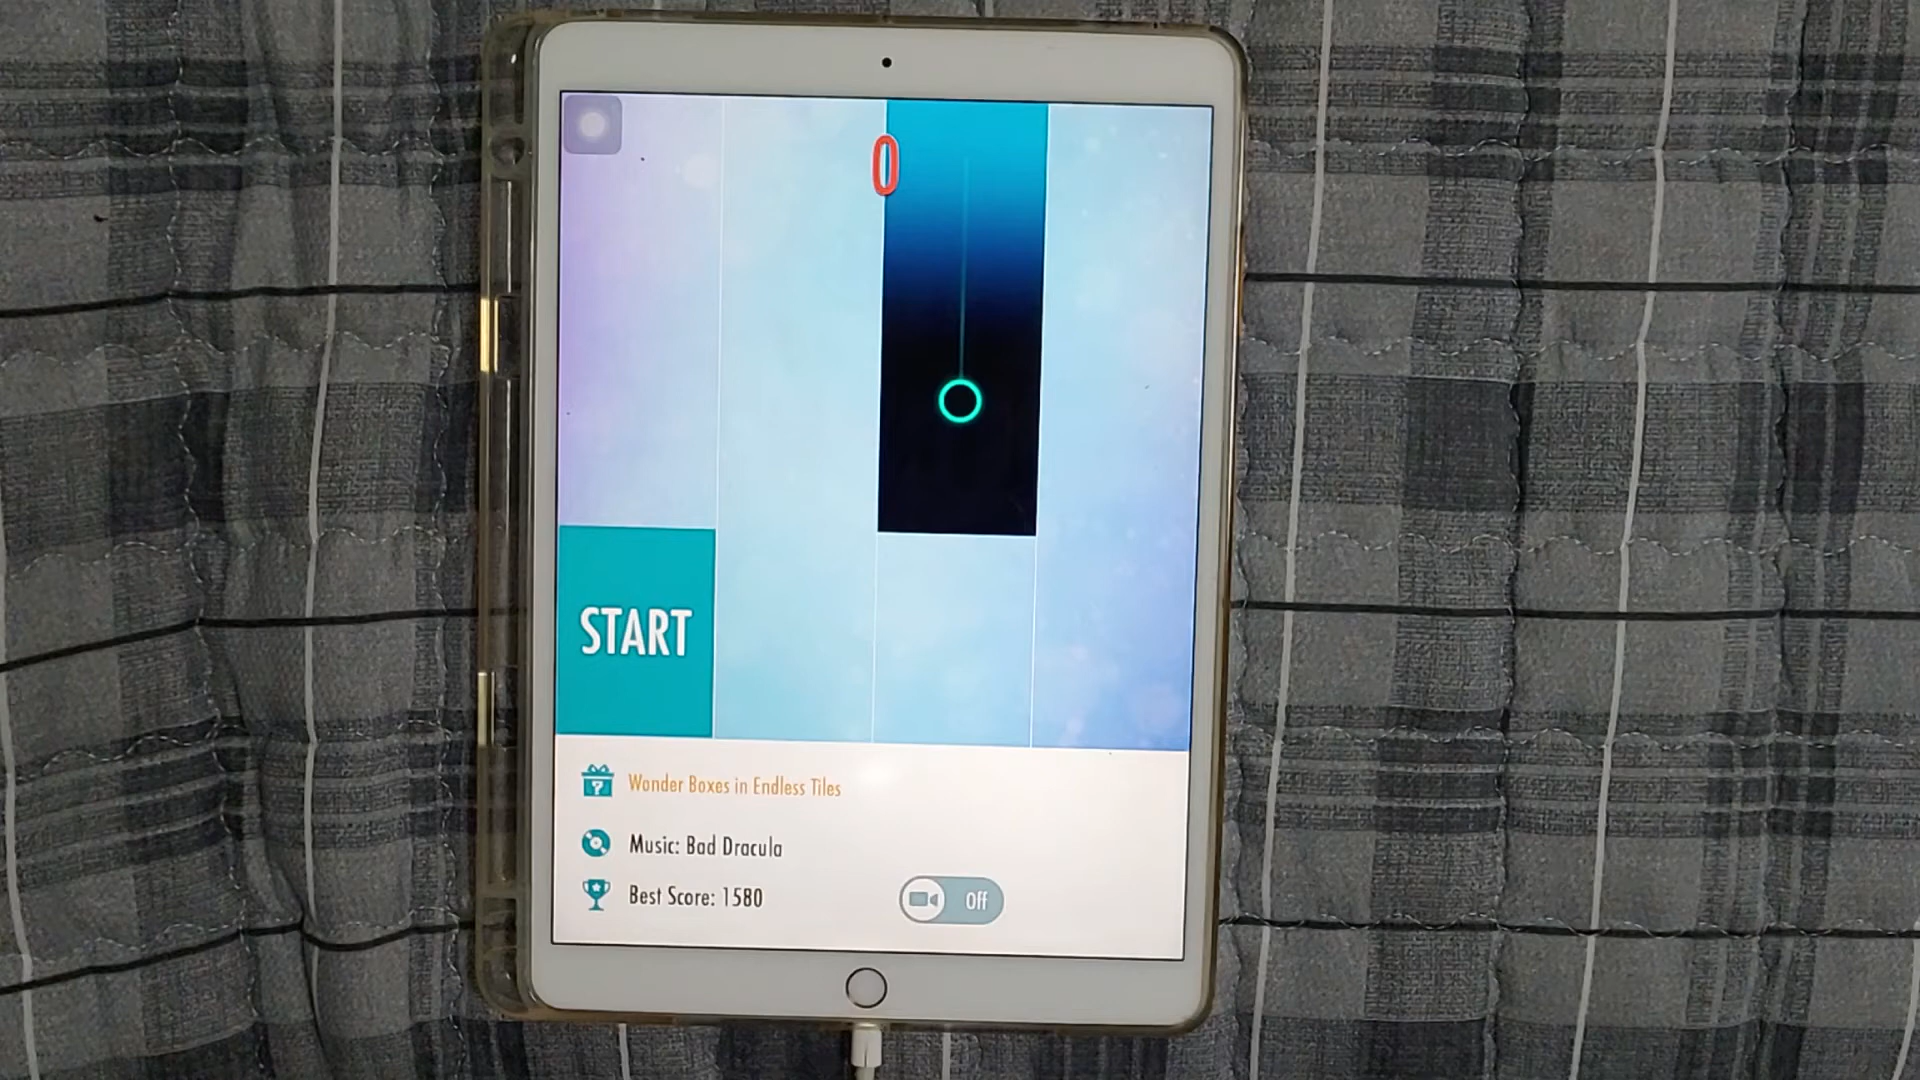 0
START
Wonder Boxes in Endless Tiles
Music: Bad Dracula
Best Score: 1580
Off